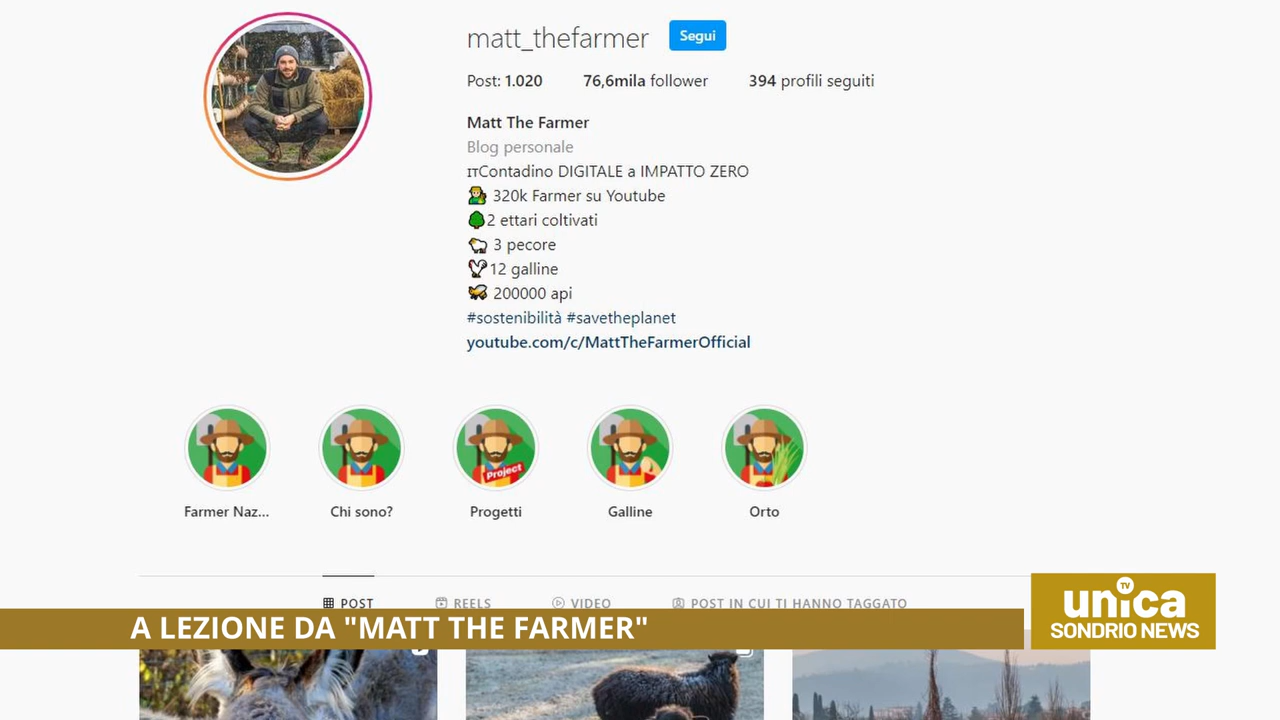 matt_thefarmer
Segui
Post: 1.020 76,6mila follower 394 profili seguiti
Matt The Farmer
Blog personale
ITContadino DIGITALE a IMPATTO ZERO
320k Farmer su Youtube
2 ettari coltivati
3 pecore
12 galline
200000 api
#sostenibilità #savetheplanet
youtube.com/c/MattTheFarmerOfficial
Project
Farmer Naz... Chi sono? Progetti Galline Orto
POST REELS VIDEO POST IN CUI TI HANNO TAGGATO
A LEZIONE DA "MATT THE FARMER"
TV
unica
SONDRIO NEWS